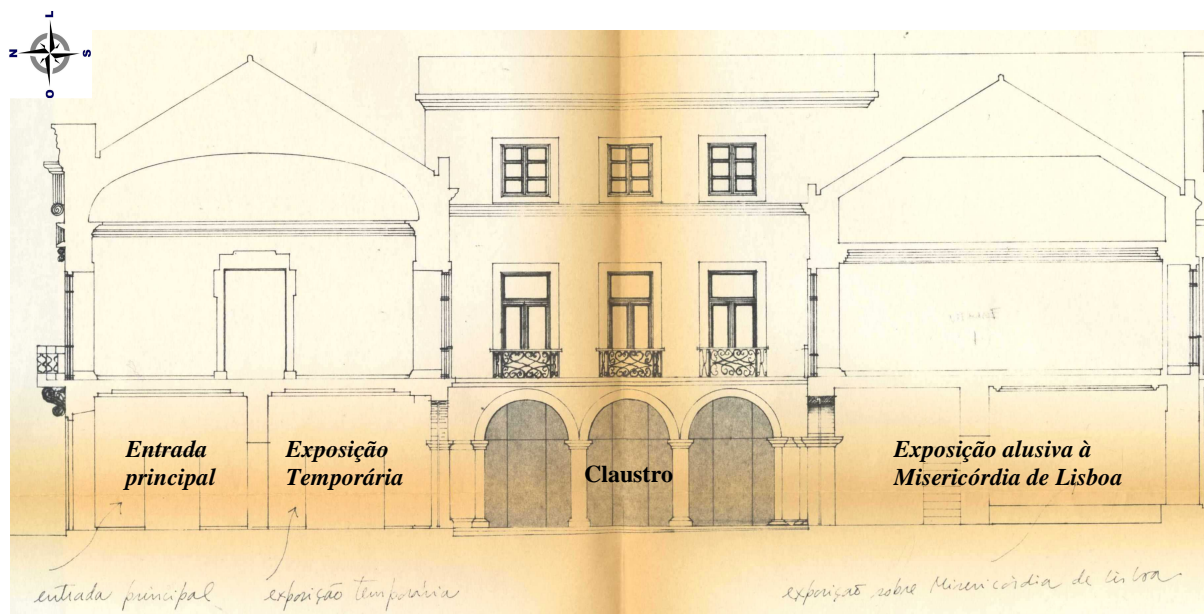 L
N
S
O
Entrada
principal
Exposição
Temporária
Claustro
Exposição alusiva à
Misericórdia de Lisboa
entrada principal
exposição temporária
exposição sobre Misericórdia de Lisboa